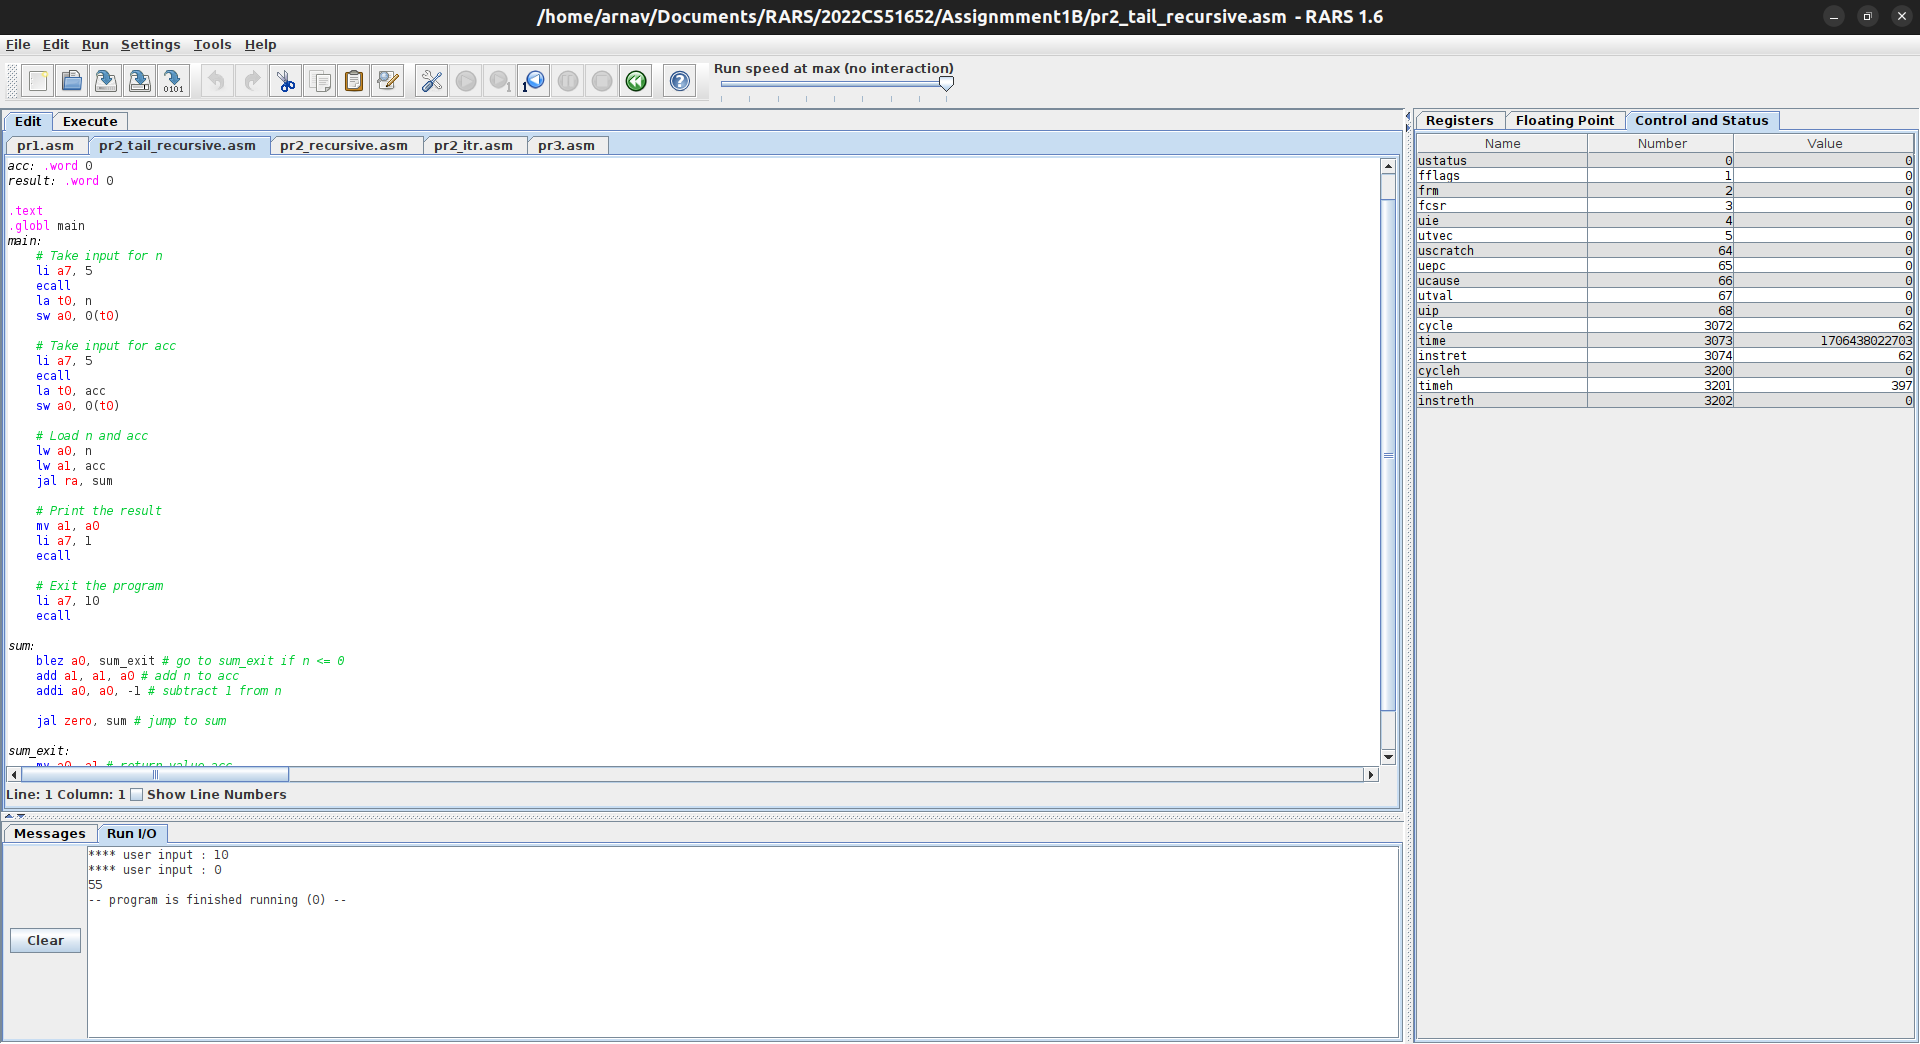 /home/arnav/Documents/RARS/2022CS51652/Assignmment1B/pr2_tail_recursive.asm - RARS 1.6
File Edit Run Settings Tools Help
0101
1
1
Run speed at max (no interaction)
Edit Execute
pr1.asm pr2_tail_recursive.asm pr2_recursive.asm pr2_itr.asm pr3.asm
acc: .word 0
result: .word 0
.text
.globl main
main:
# Take input for n
li a7, 5
ecall
la t0, n
sw a0, 0(t0)
# Take input for acc
li a7, 5
ecall
la t0, acc
sw a0, 0(t0)
# Load n and acc
lw a0, n
lw a1, acc
jal ra, sum
# Print the result
mv a1, a0
li a7, 1
ecall
# Exit the program
li a7, 10
ecall
sum:
blez a0, sum_exit # go to sum_exit if n <= 0
add a1, a1, a0 # add n to acc
addi a0, a0, -1 # subtract 1 from n
jal zero, sum # jump to sum
sum_exit:
mv a0, a1 # return value acc
Line: 1 Column: 1 Show Line Numbers
Messages Run I/O
Clear
**** user input : 10
**** user input : 0
55
-- program is finished running (0) --
Registers Floating Point Control and Status
Name Number Value
ustatus 0 0
fflags 1 0
frm 2 0
fcsr 3 0
uie 4 0
utvec 5 0
uscratch 64 0
uepc 65 0
ucause 66 0
utval 67 0
uip 68 0
cycle 3072 62
time 3073 1706438022703
instret 3074 62
cycleh 3200 0
timeh 3201 397
instreth 3202 0